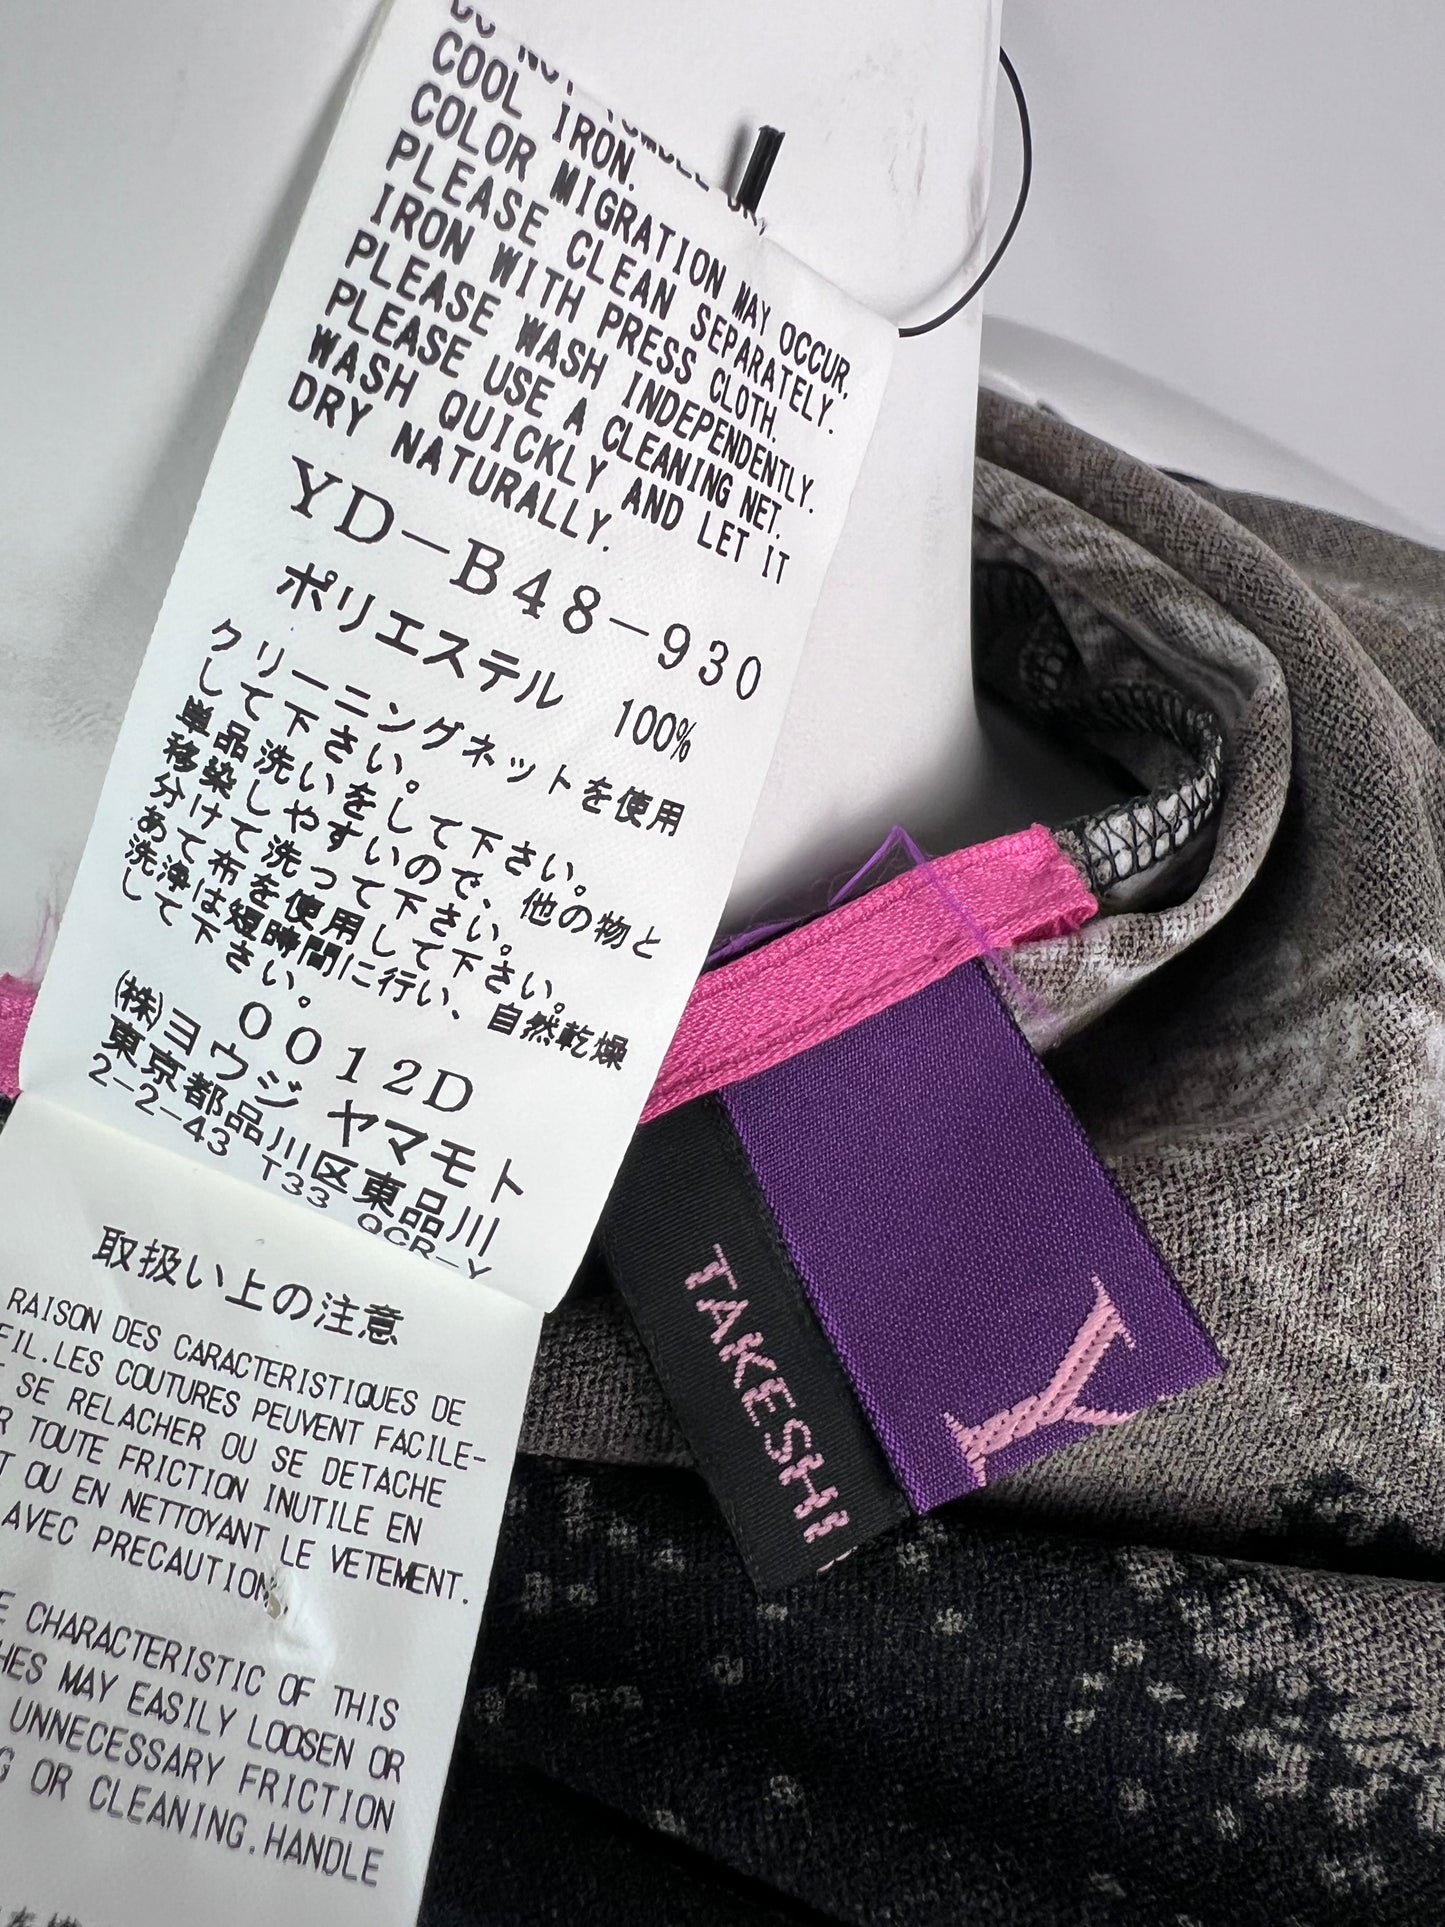 COOL IRON.
COLOR MIGRATION MAY OCCUR,
PLEASE CLEAN SEPARATELY.
IRON WITH PRESS CLOTH.
PLEASE WASH INDEPENDENTLY.
PLEASE USE A CLEANING NET.
WASH QUICKLY AND LET IT
DRY NATURALLY.
YD-B48-930
ポリエステル 100%
クリーニングネットを使用
して下さい。
単品洗いをして下さい。
移染しやすいので、他の物と
分けて洗って下さい。
あて布を使用して下さい。
洗浄は短時間に行い、自然乾燥
して下さい。
0012D
(株)ヨウジ ヤマモト
東京都品川区東品川
2-2-43 T33 QCR-Y
取扱い上の注意
RAISON DES CARACTERISTIQUES DE
FIL.LES COUTURES PEUVENT FACILE-
SE RELACHER OU SE DETACHE
R TOUTE FRICTION INUTILE EN
T OU EN NETTOYANT LE VETEMENT.
AVEC PRECAUTION
E CHARACTERISTIC OF THIS
HES MAY EASILY LOOSEN OR
UNNECESSARY FRICTION
G OR CLEANING.HANDLE
TAKESHI
Y